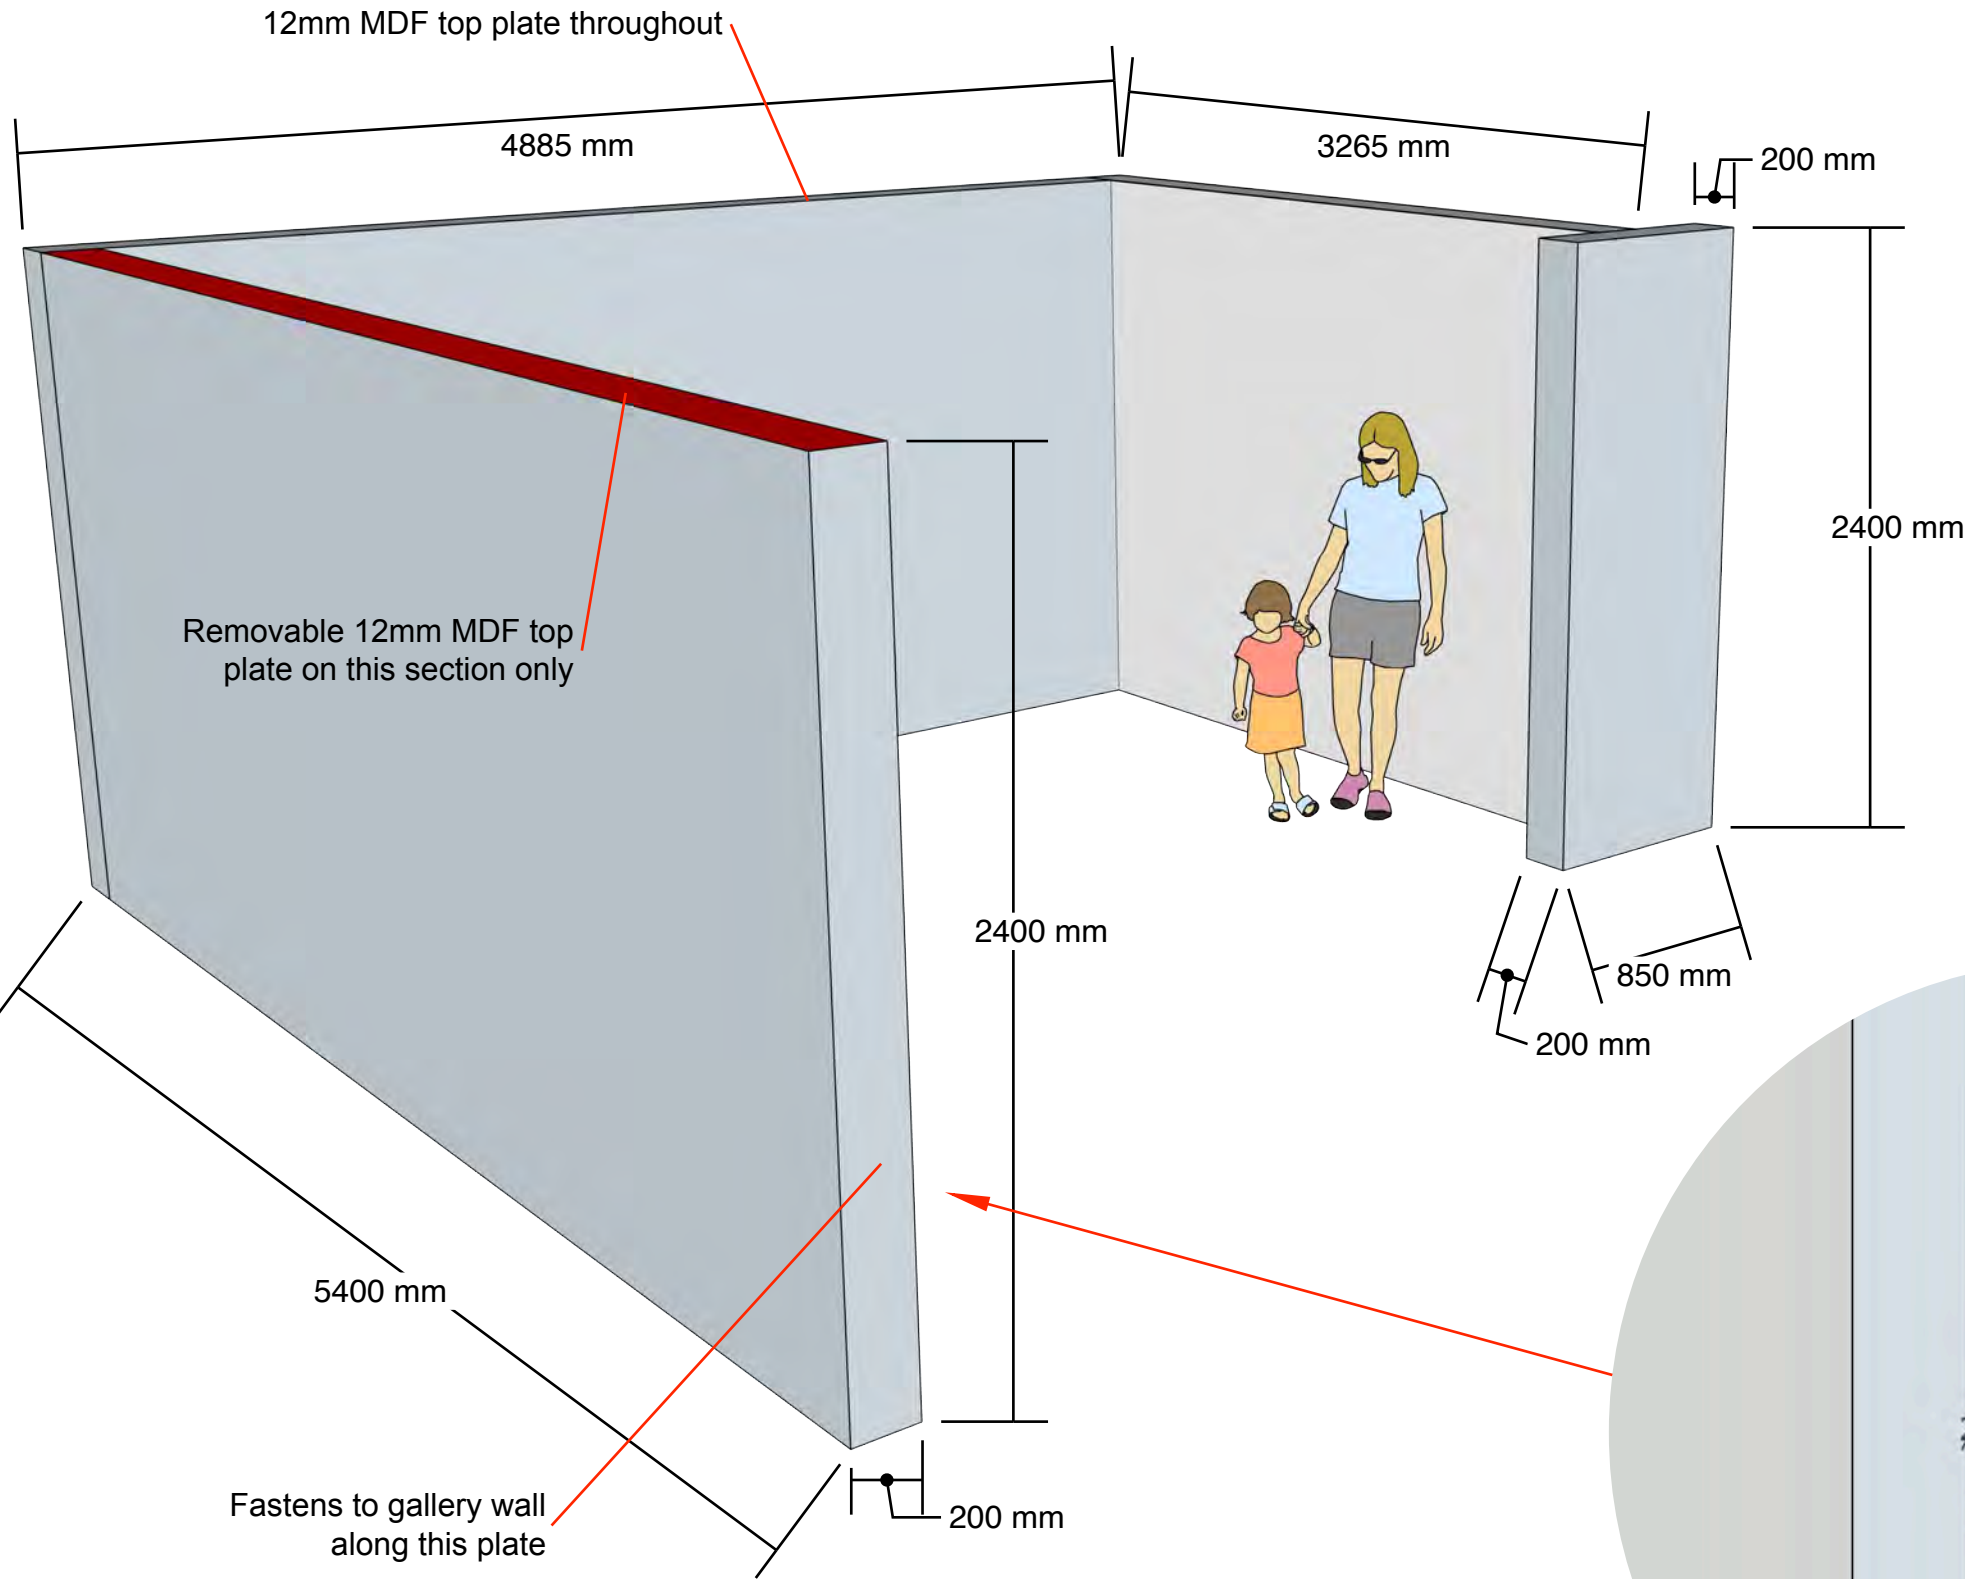 12mm MDF top plate throughout
4885 mm
3265 mm
200 mm
2400 mm
Removable 12mm MDF top
plate on this section only
2400 mm
850 mm
200 mm
5400 mm
Fastens to gallery wall
along this plate
200 mm